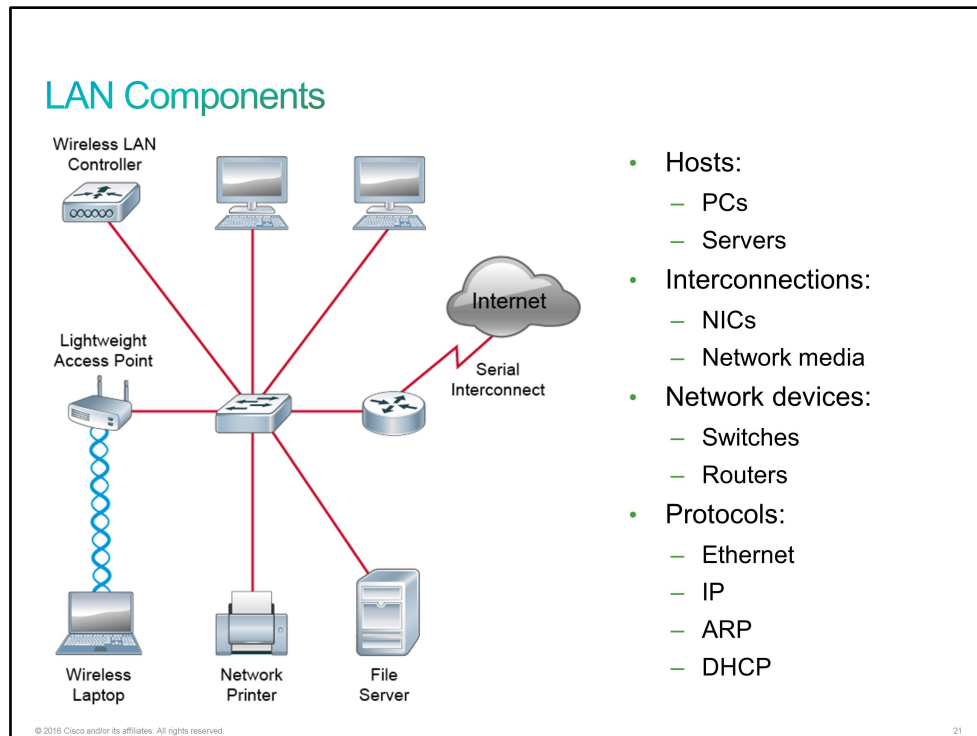 LAN Components
Wireless LAN
Controller
Internet
Lightweight
Access Point
Serial
Interconnect
Wireless
Laptop
Network
Printer
File
Server
• Hosts:
– PCs
– Servers
• Interconnections:
– NICs
– Network media
• Network devices:
– Switches
– Routers
• Protocols:
– Ethernet
– IP
– ARP
– DHCP
© 2016 Cisco and/or its affiliates. All rights reserved.
21